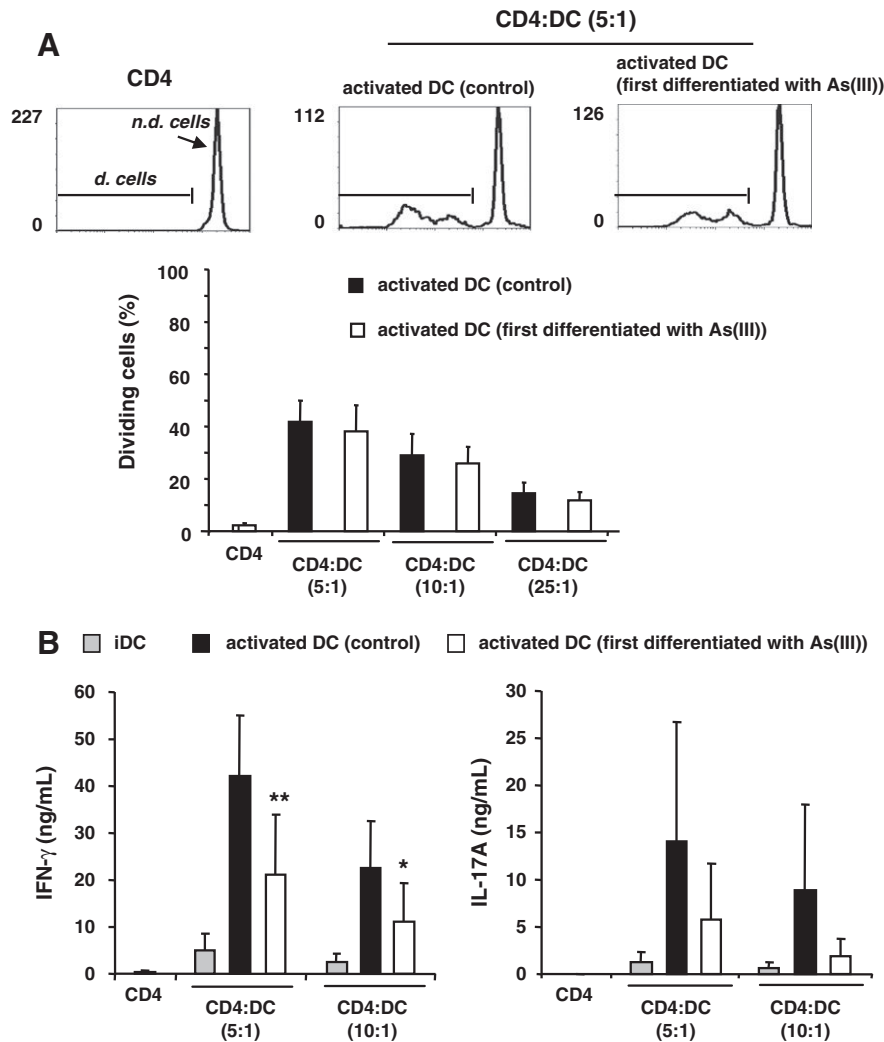 A
CD4:DC (5:1)
CD4
activated DC (control)
activated DC
(first differentiated with As(III))
227
n.d. cells
d. cells
0
112
0
126
0
100
80
60
40
20
0
Dividing cells (%)
activated DC (control)
activated DC (first differentiated with As(III))
CD4
CD4:DC
(5:1)
CD4:DC
(10:1)
CD4:DC
(25:1)
B
iDC
activated DC (control)
activated DC (first differentiated with As(III))
60
50
40
30
20
10
0
IFN-γ (ng/mL)
**
*
CD4
CD4:DC
(5:1)
CD4:DC
(10:1)
30
25
20
15
10
5
0
IL-17A (ng/mL)
CD4
CD4:DC
(5:1)
CD4:DC
(10:1)